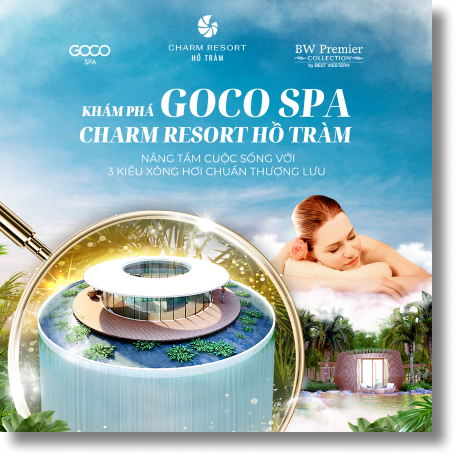 GOCO
SPA
CHARM RESORT
HỒ TRÀM
BW Premier
COLLECTION
by BEST WESTERN
KHÁM PHÁ GOCO SPA
CHARM RESORT HỒ TRÀM
NÂNG TẦM CUỘC SỐNG VỚI
3 KIỂU XÔNG HƠI CHUẨN THƯỢNG LƯU